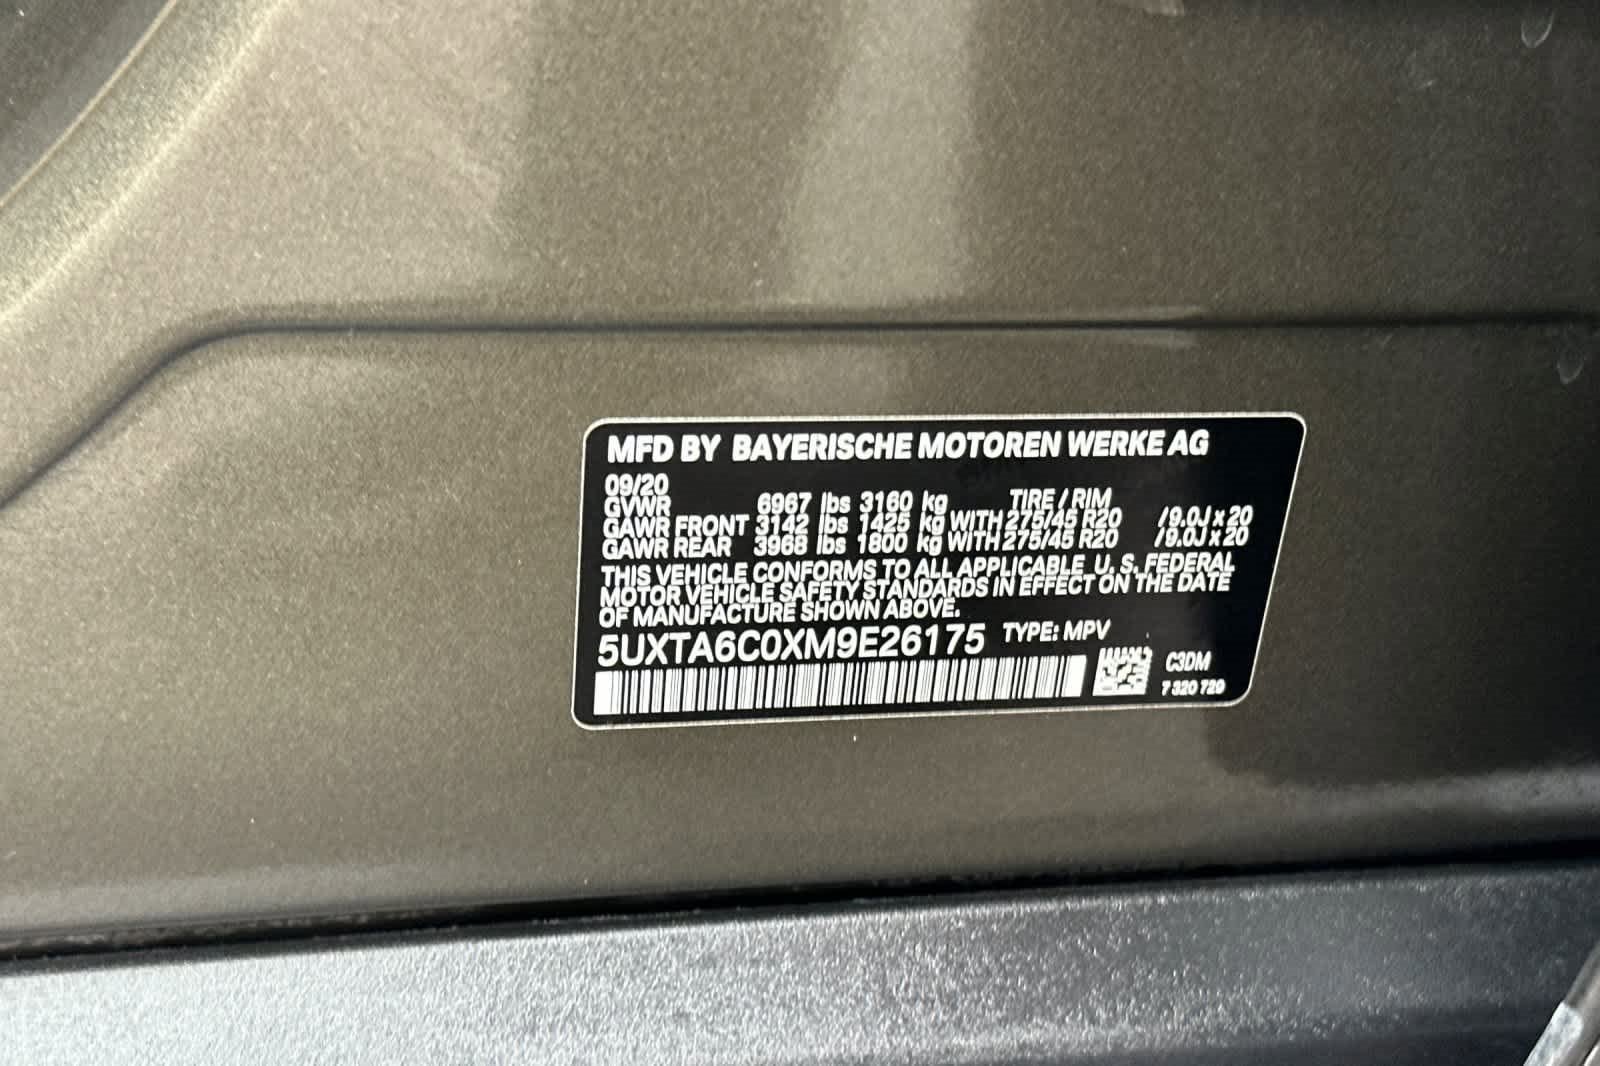 MFD BY BAYERISCHE MOTOREN WERKE AG
09/20
GVWR 6967 lbs 3160 kg TIRE / RIM
GAWR FRONT 3142 lbs 1425 kg WITH 275/45 R20 / 9.0J x 20
GAWR REAR 3968 lbs 1800 kg WITH 275/45 R20 / 9.0J x 20
THIS VEHICLE CONFORMS TO ALL APPLICABLE U. S. FEDERAL
MOTOR VEHICLE SAFETY STANDARDS IN EFFECT ON THE DATE
OF MANUFACTURE SHOWN ABOVE.
5UXTA6C0XM9E26175 TYPE: MPV
C3DM
7 320 729